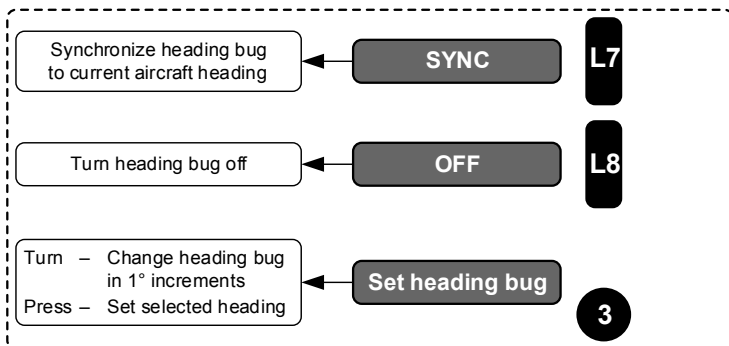 Synchronize heading bug
to current aircraft heading
SYNC
L7
Turn heading bug off
OFF
L8
Turn – Change heading bug
in 1° increments
Press – Set selected heading
Set heading bug
3